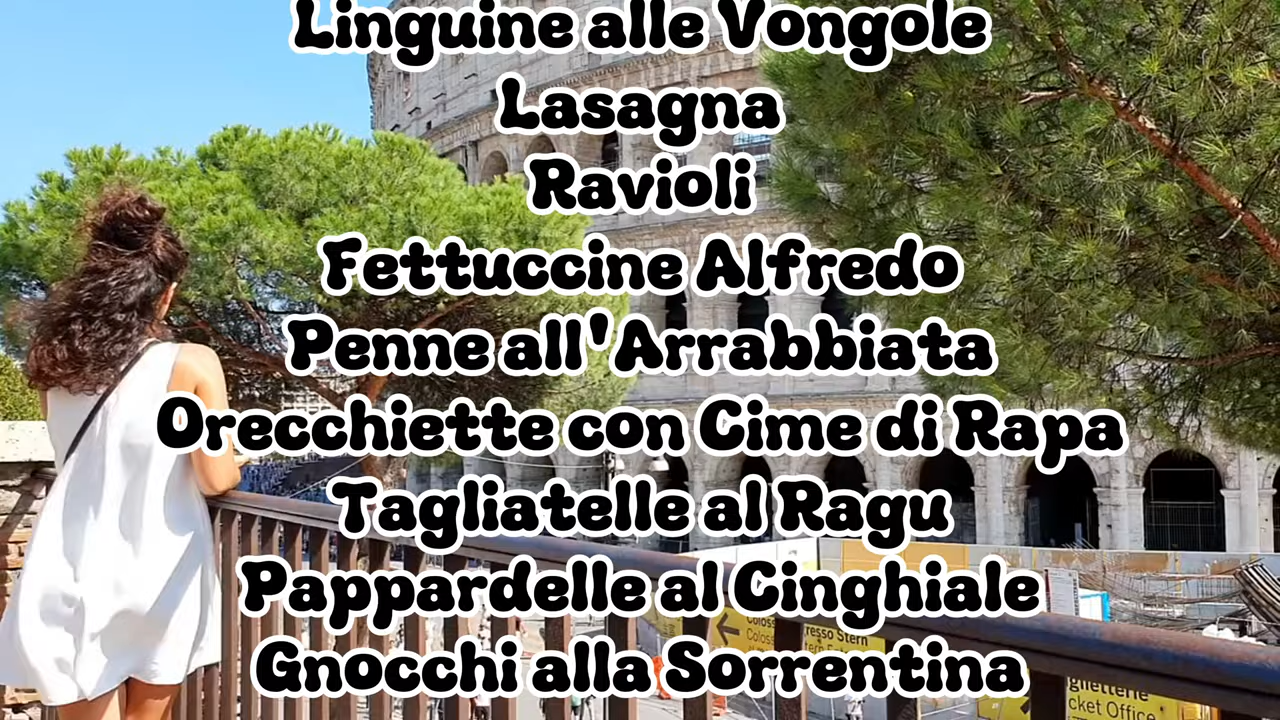 Linguine alle Vongole
Lasagna
Ravioli
Fettuccine Alfredo
Penne all'Arrabbiata
Orecchiette con Cime di Rapa
Tagliatelle al Ragu
Pappardelle al Cinghiale
Gnocchi alla Sorrentina